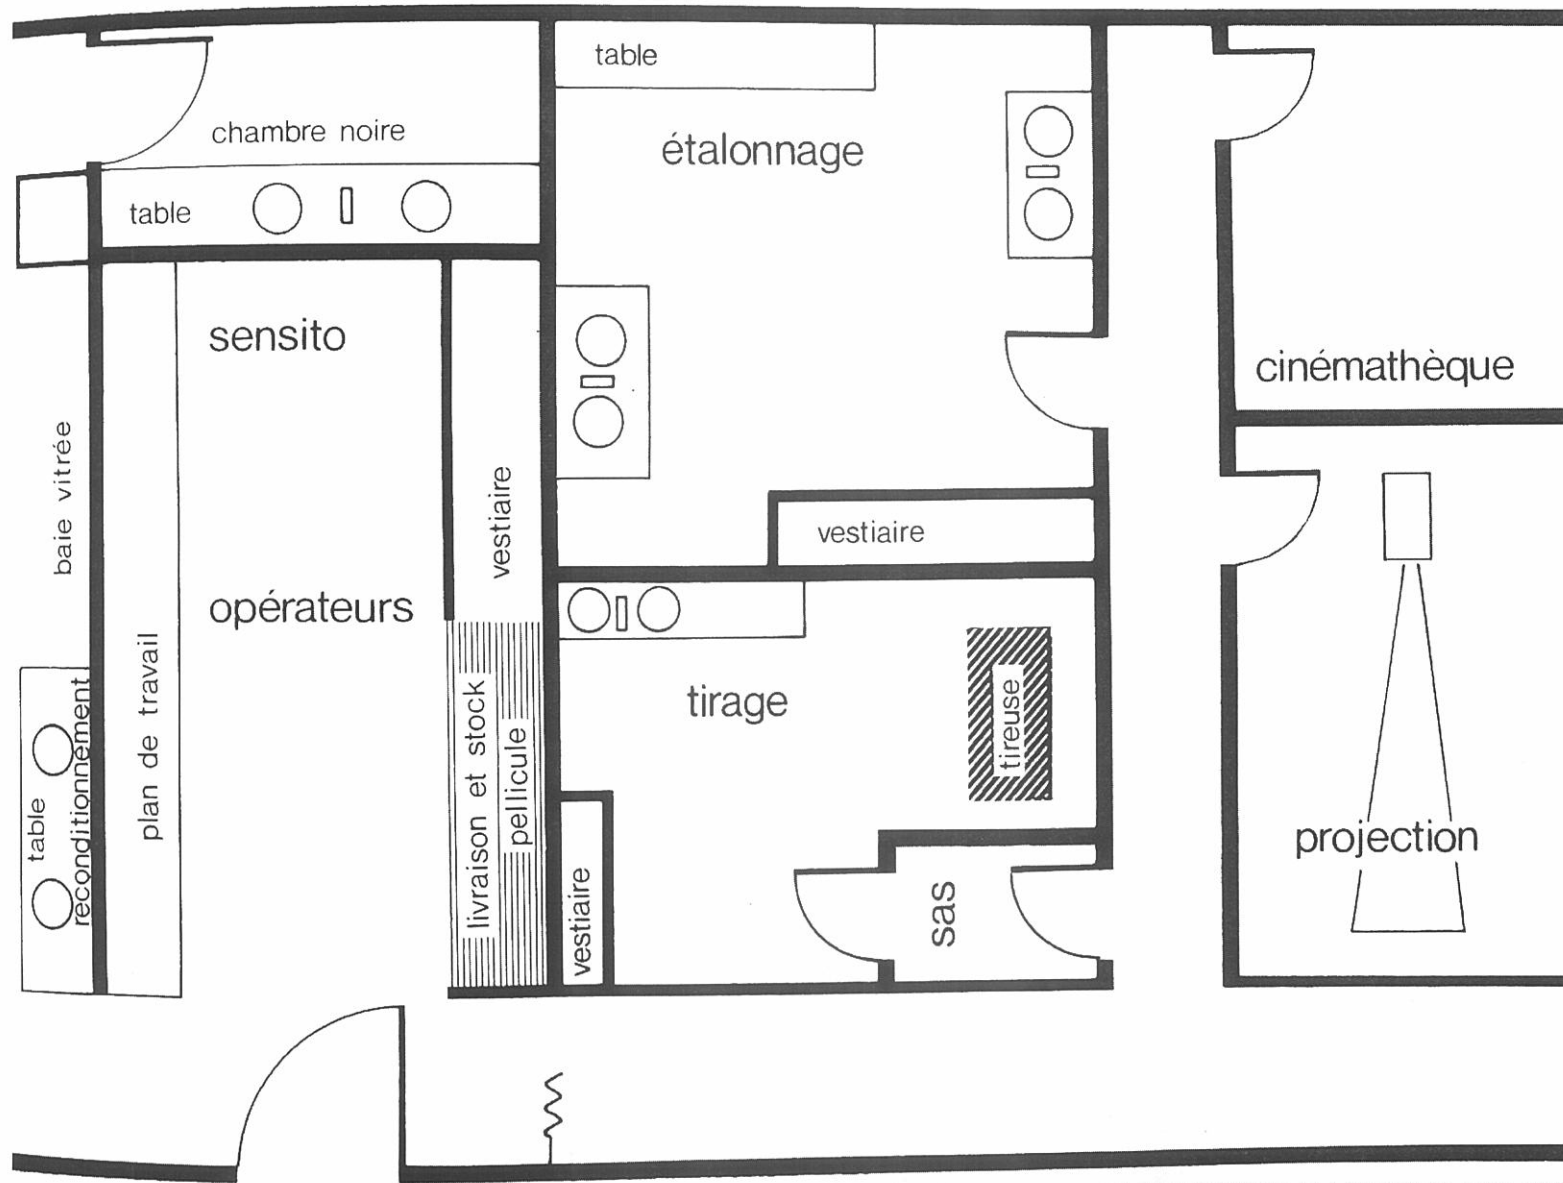 chambre noire
table
sensito
opérateurs
baie vitrée
plan de travail
table
reconditionnement
vestiaire
livraison et stock
pellicule
table
étalonnage
vestiaire
tirage
tireuse
vestiaire
sas
cinémathèque
projection